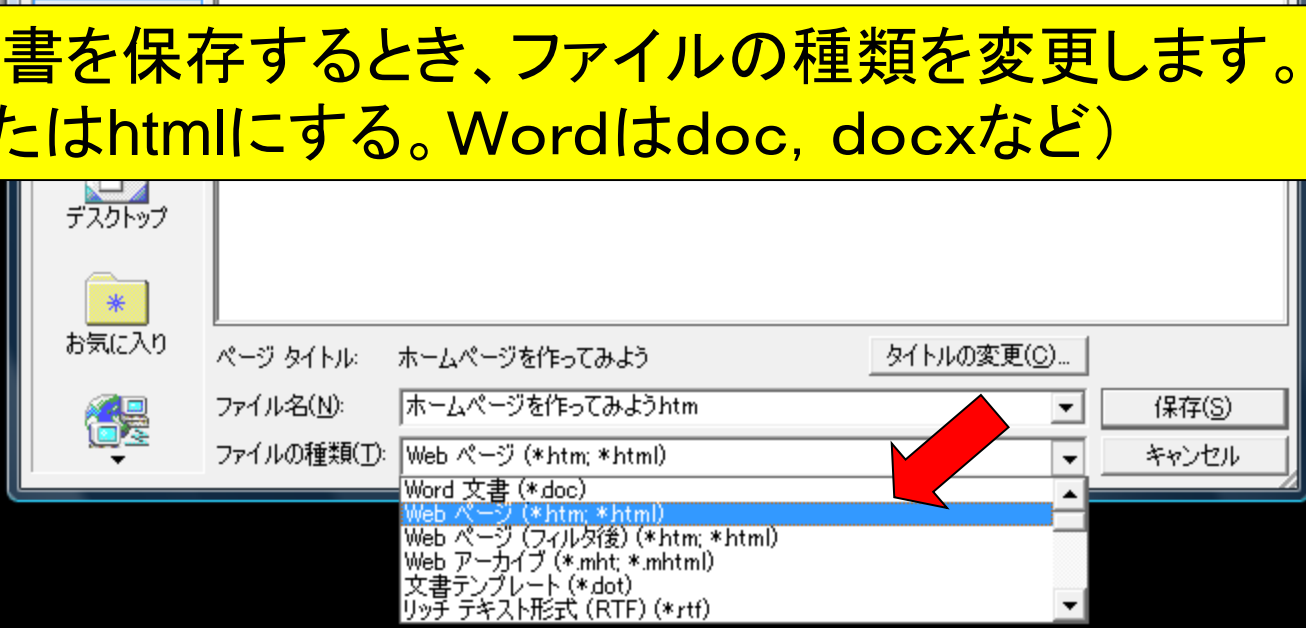 書を保存するとき、ファイルの種類を変更します。
たはhtmlにする。Ｗｏｒｄはｄｏｃ，ｄｏｃｘなど）
デスクトップ
お気に入り
ページ タイトル: ホームページを作ってみよう タイトルの変更(C)...
ファイル名(N): ホームページを作ってみようhtm 保存(S)
ファイルの種類(T): Web ページ (*.htm; *.html) キャンセル
Word 文書 (*.doc)
Web ページ (*.htm; *.html)
Web ページ (フィルタ後) (*.htm; *.html)
Web アーカイブ (*.mht; *.mhtml)
文書テンプレート (*.dot)
リッチ テキスト形式 (RTF) (*.rtf)